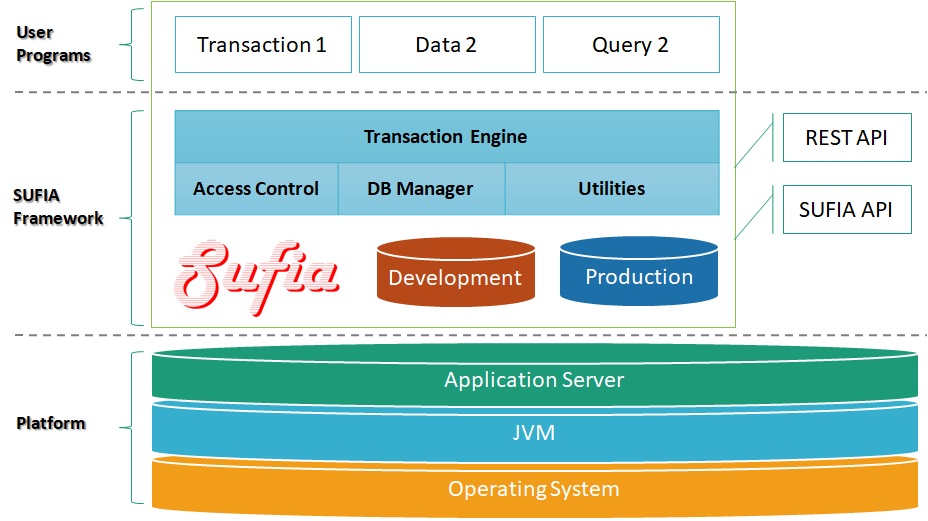 User
Programs
Transaction 1
Data 2
Query 2
SUFIA
Framework
Transaction Engine
Access Control
DB Manager
Utilities
REST API
SUFIA API
Sufia
Development
Production
Platform
Application Server
JVM
Operating System